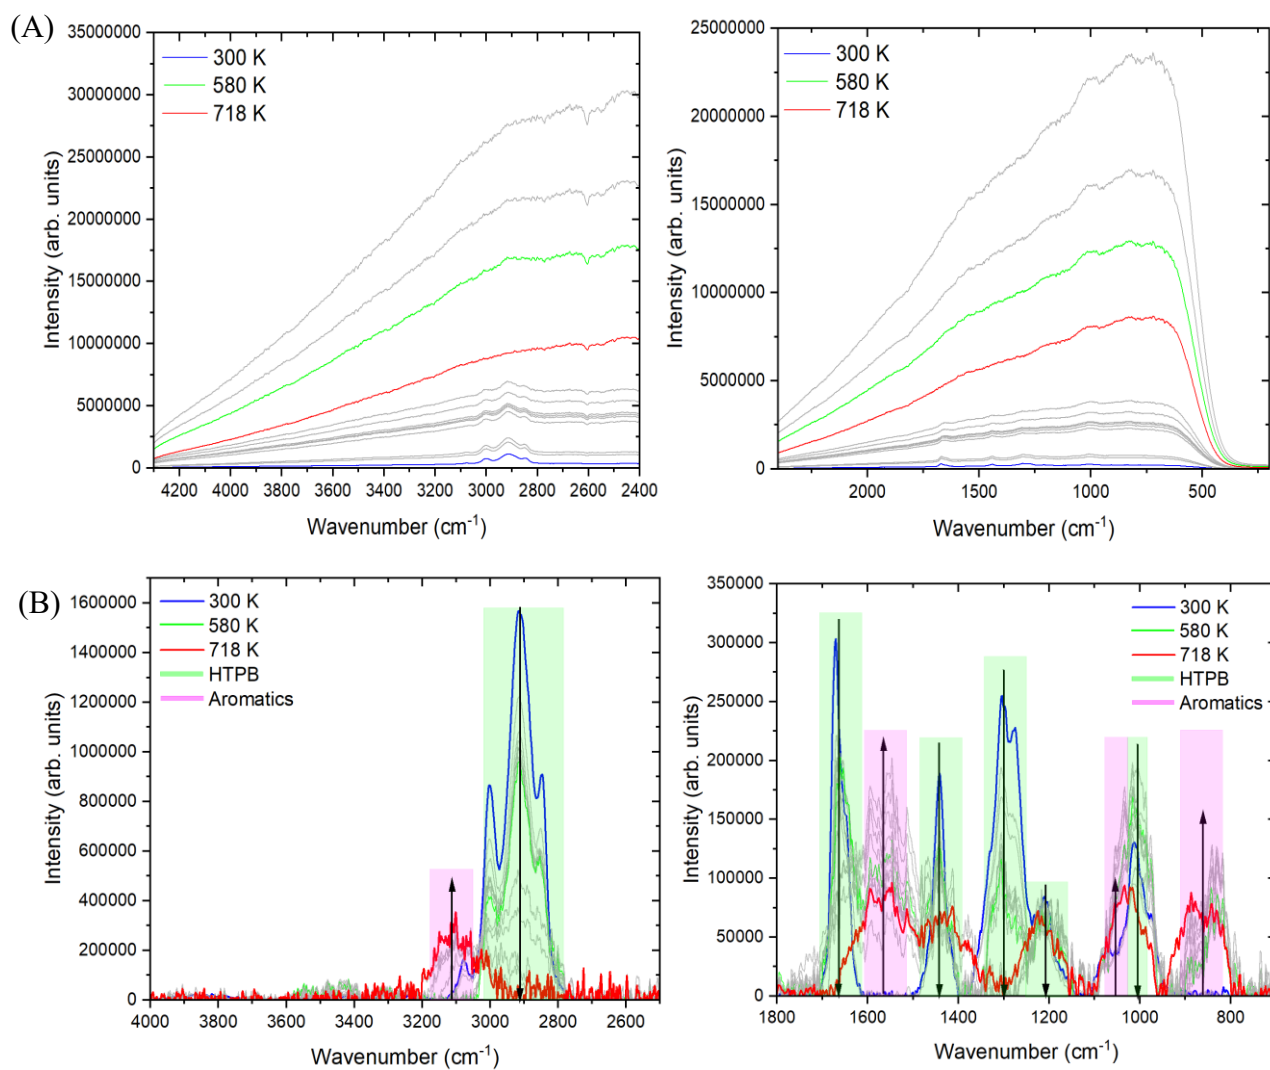 (A)
35000000
30000000
25000000
20000000
15000000
10000000
5000000
0
Intensity (arb. units)
300 K
580 K
718 K
4200 4000 3800 3600 3400 3200 3000 2800 2600 2400
Wavenumber (cm-1)
25000000
20000000
15000000
10000000
5000000
0
Intensity (arb. units)
300 K
580 K
718 K
2000 1500 1000 500
Wavenumber (cm-1)
(B)
1600000
1400000
1200000
1000000
800000
600000
400000
200000
0
Intensity (arb. units)
300 K
580 K
718 K
HTPB
Aromatics
4000 3800 3600 3400 3200 3000 2800 2600
Wavenumber (cm-1)
350000
300000
250000
200000
150000
100000
50000
0
Intensity (arb. units)
300 K
580 K
718 K
HTPB
Aromatics
1800 1600 1400 1200 1000 800
Wavenumber (cm-1)